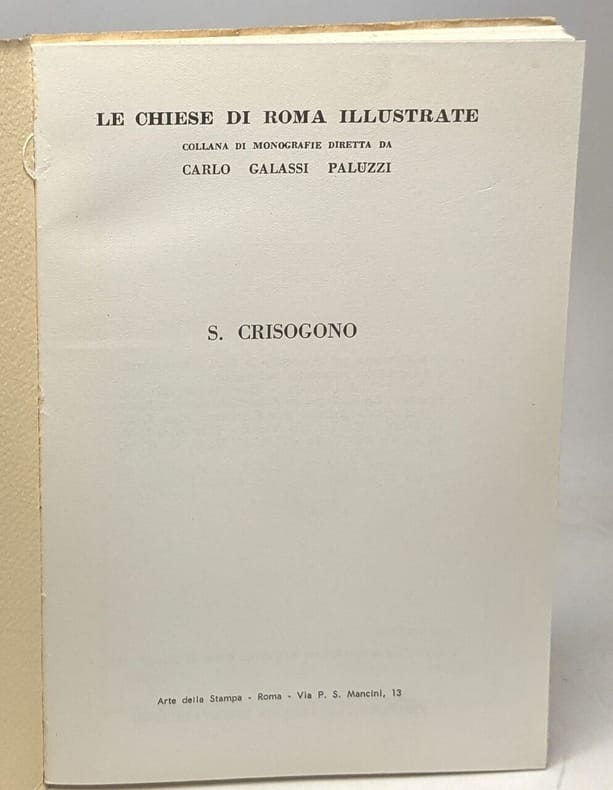 LE CHIESE DI ROMA ILLUSTRATE
COLLANA DI MONOGRAFIE DIRETTA DA
CARLO GALASSI PALUZZI
S. CRISOGONO
Arte della Stampa - Roma - Via P. S. Mancini, 13